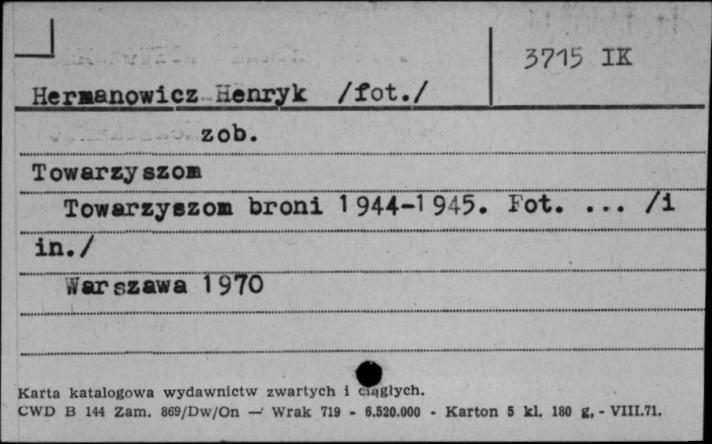 3715 IK
Hermanowicz Henryk /fot./
zob.
Towarzyszom
Towarzyszom broni 1944-1945. Fot. ... /i
in./
Warszawa 1970
Karta katalogowa wydawnictw zwartych i ciągłych.
CWD B 144 Zam. 869/Dw/On — Wrak 719 - 6.520.000 - Karton 5 kl. 180 g. - VIII.71.